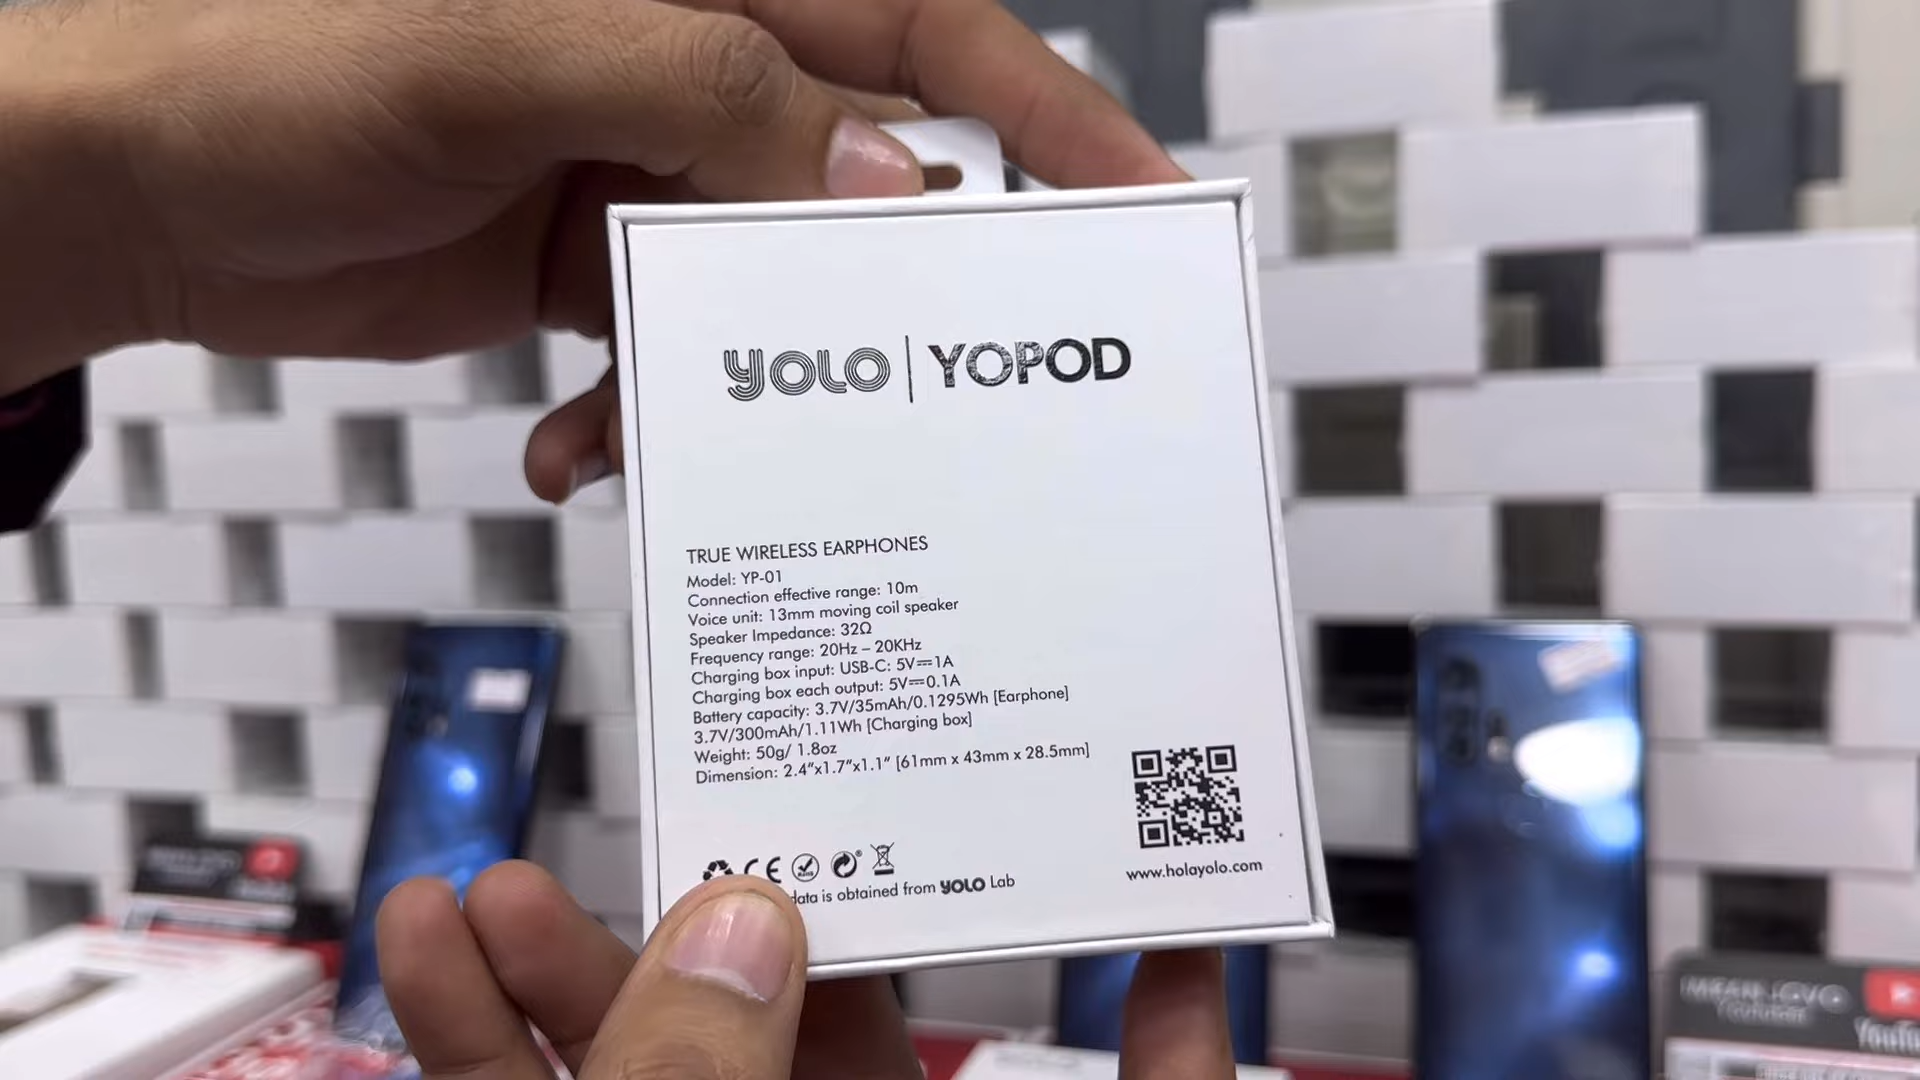 YOLO | YOPOD
TRUE WIRELESS EARPHONES
Model: YP-01
Connection effective range: 10m
Voice unit: 13mm moving coil speaker
Speaker Impedance: 32Ω
Frequency range: 20Hz – 20KHz
Charging box input: USB-C: 5V⎓1A
Charging box each output: 5V⎓0.1A
Battery capacity: 3.7V/35mAh/0.1295Wh [Earphone]
3.7V/300mAh/1.11Wh [Charging box]
Weight: 50g/ 1.8oz
Dimension: 2.4"x1.7"x1.1" [61mm x 43mm x 28.5mm]
CE
data is obtained from YOLO Lab
www.holayolo.com
YouTube